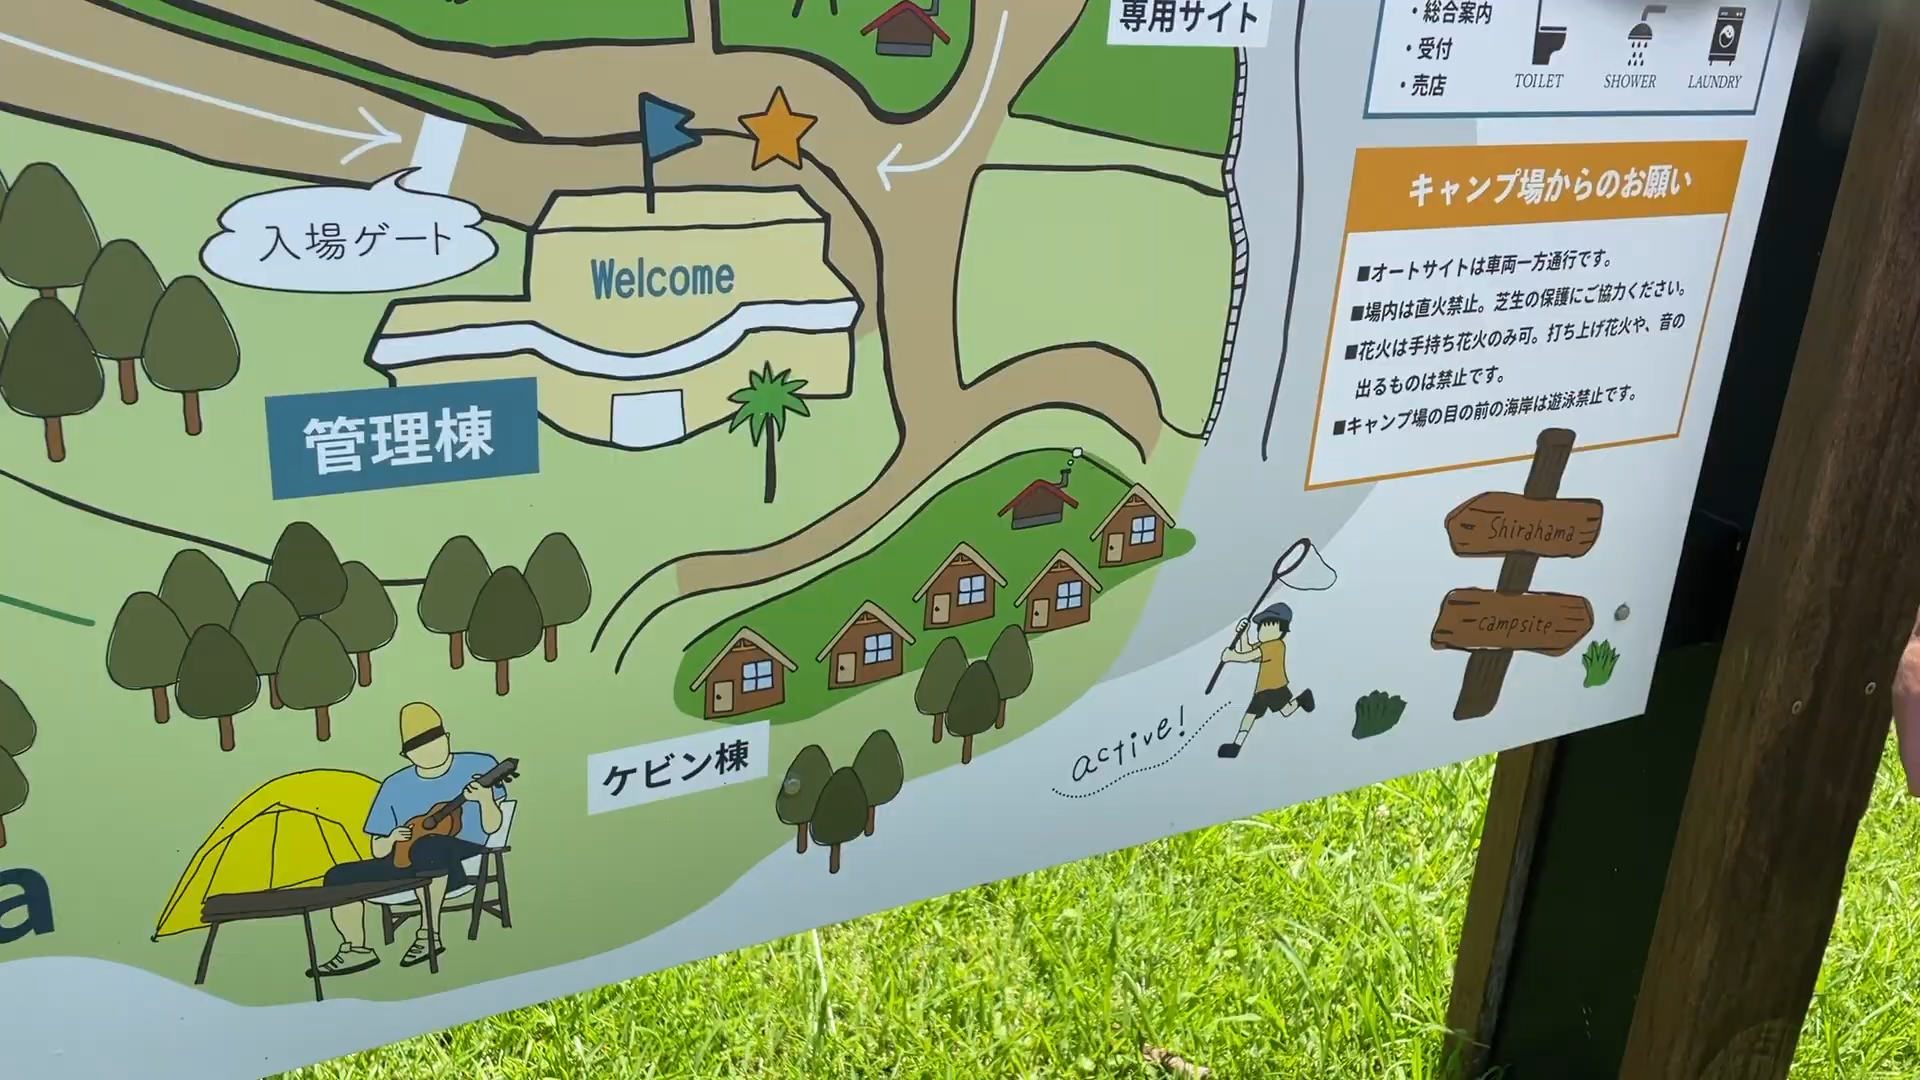 専用サイト
・総合案内
・受付
・売店
TOILET
SHOWER
LAUNDRY
入場ゲート
Welcome
管理棟
キャンプ場からのお願い
■オートサイトは車両一方通行です。
■場内は直火禁止。芝生の保護にご協力ください。
■花火は手持ち花火のみ可。打ち上げ花火や、音の
出るものは禁止です。
■キャンプ場の目の前の海岸は遊泳禁止です。
Shirahama
campsite
ケビン棟
active!
a